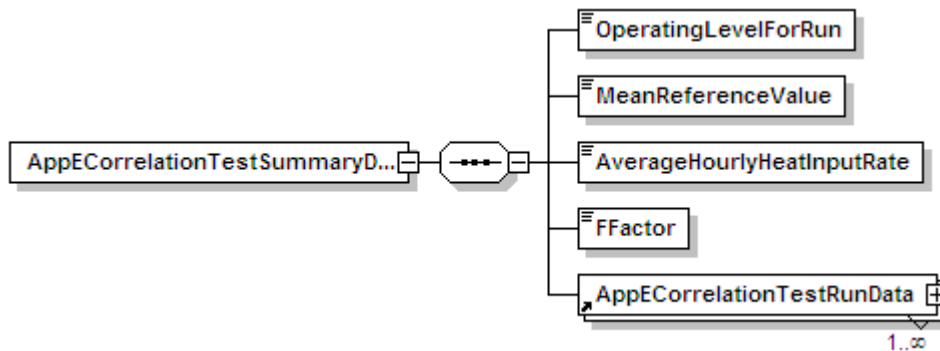 OperatingLevelForRun
MeanReferenceValue
AppECorrelationTestSummaryD...
AverageHourlyHeatInputRate
FFactor
AppECorrelationTestRunData
1..∞